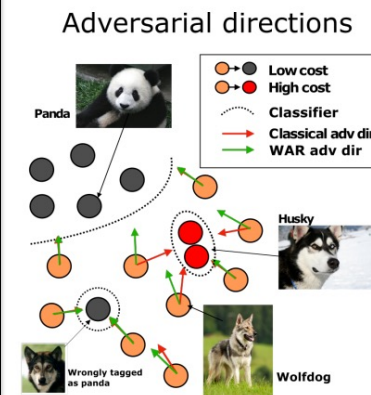 Adversarial directions
Low cost
High cost
Classifier
Classical adv dir
WAR adv dir
Panda
Husky
Wrongly tagged
as panda
Wolfdog